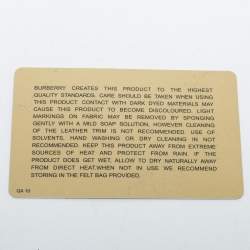 BURBERRY CREATES THIS PRODUCT TO THE HIGHEST
QUALITY STANDARDS. CARE SHOULD BE TAKEN WHEN USING
THIS PRODUCT. CONTACT WITH DARK DYED MATERIALS MAY
CAUSE THIS PRODUCT TO BECOME DISCOLOURED. LIGHT
MARKINGS ON FABRIC MAY BE REMOVED BY SPONGING
GENTLY WITH A MILD SOAP SOLUTION, HOWEVER CLEANING
OF THE LEATHER TRIM IS NOT RECOMMENDED. USE OF
SOLVENTS, HAND WASHING OR DRY CLEANING IN NOT
RECOMMENDED. KEEP THIS PRODUCT AWAY FROM EXTREME
SOURCES OF HEAT AND PROTECT FROM RAIN. IF THE
PRODUCT DOES GET WET, ALLOW TO DRY NATURALLY AWAY
FROM DIRECT HEAT.WHEN NOT IN USE WE RECOMMEND
STORING IN THE FELT BAG PROVIDED.